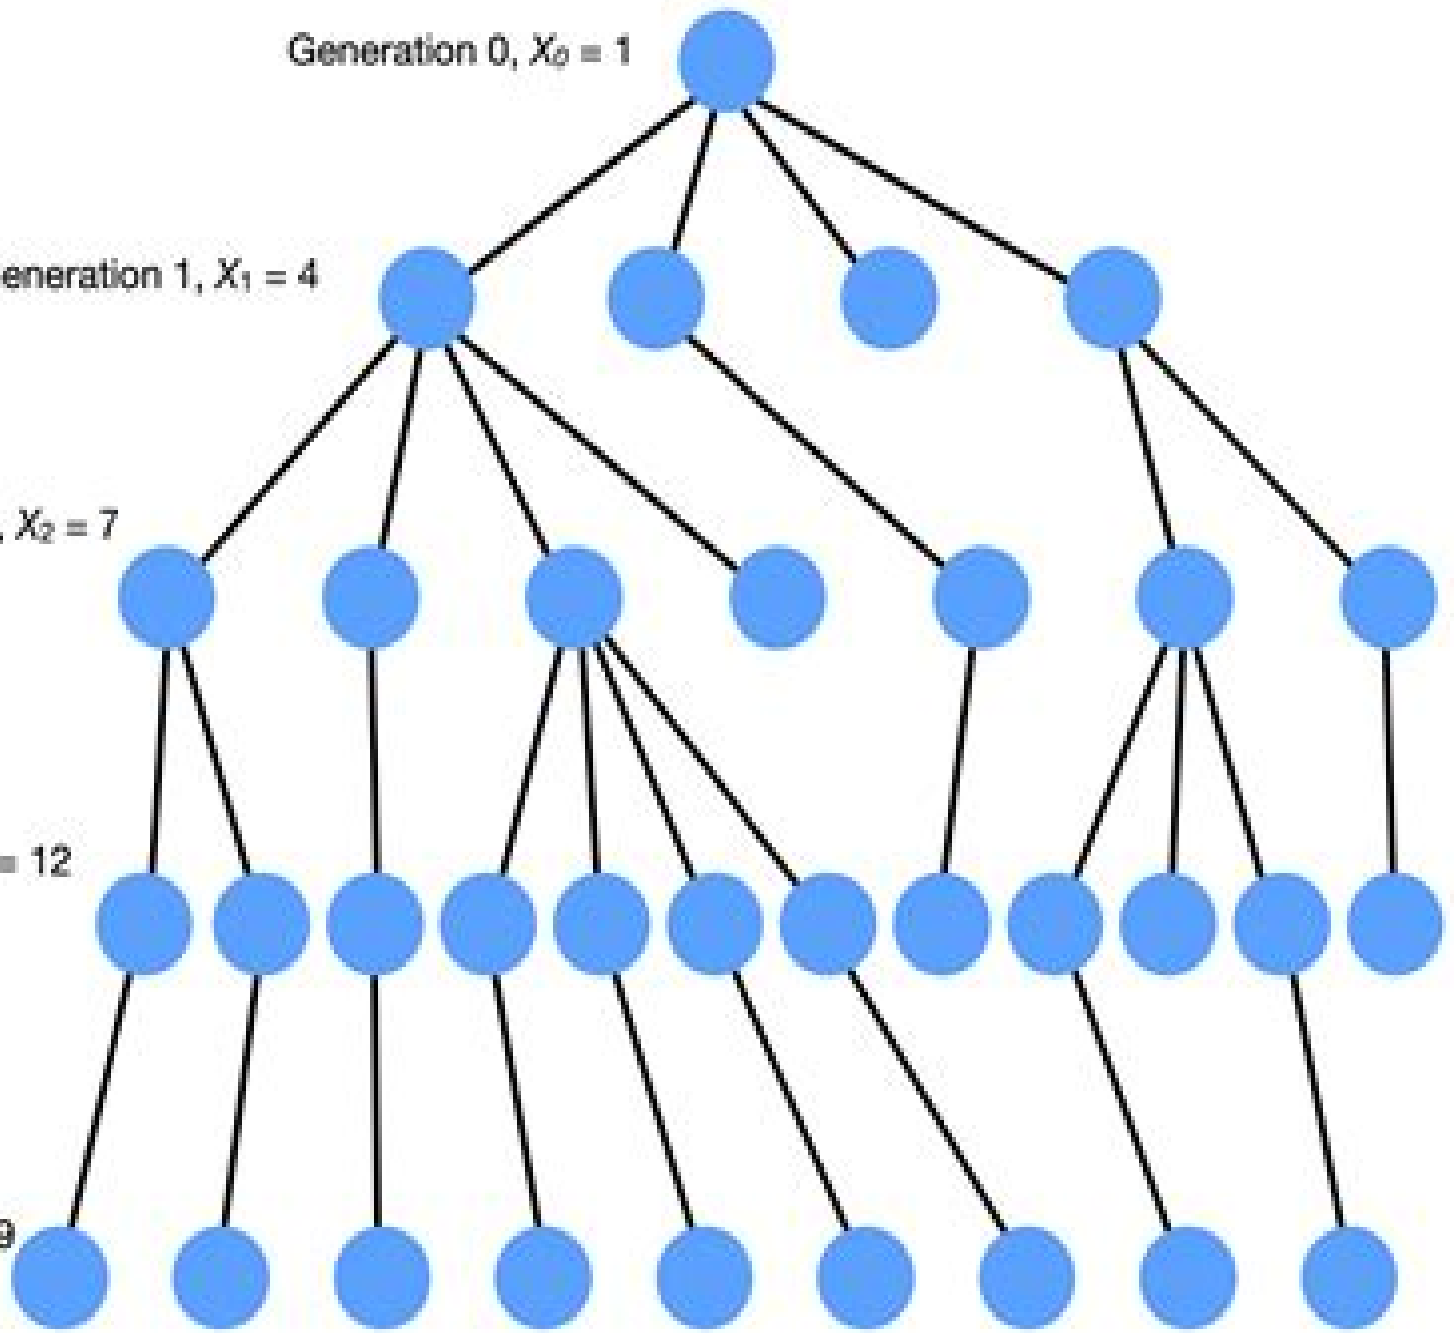 Generation 0, X₀ = 1
eneration 1, X₁ = 4
, X₂ = 7
= 12
9